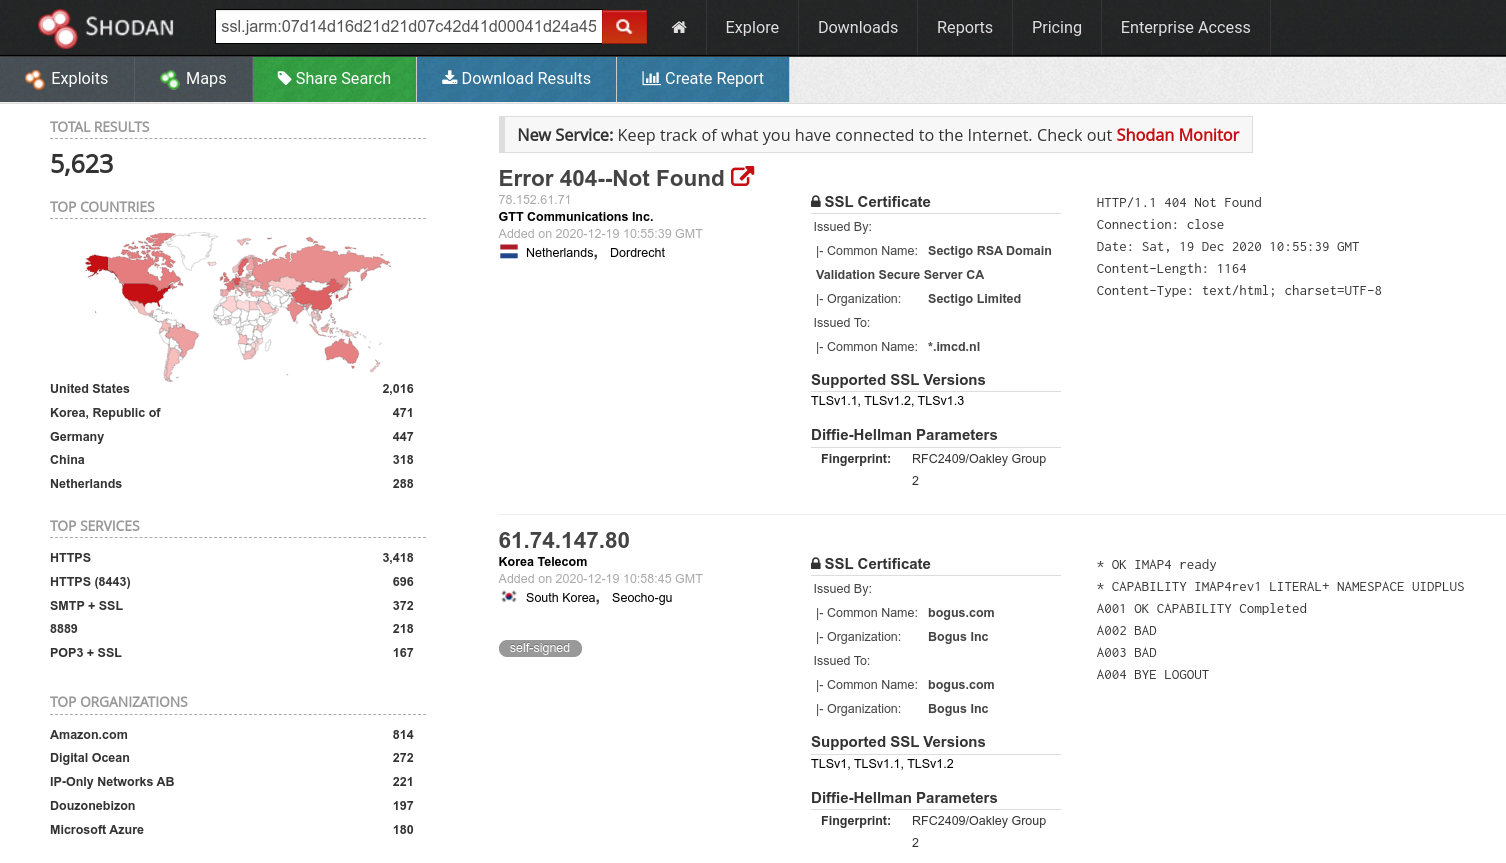 SHODAN
ssl.jarm:07d14d16d21d21d07c42d41d00041d24a45
Explore
Downloads
Reports
Pricing
Enterprise Access
Exploits
Maps
Share Search
Download Results
Create Report
TOTAL RESULTS
5,623
TOP COUNTRIES
United States 2,016
Korea, Republic of 471
Germany 447
China 318
Netherlands 288
TOP SERVICES
HTTPS 3,418
HTTPS (8443) 696
SMTP + SSL 372
8889 218
POP3 + SSL 167
TOP ORGANIZATIONS
Amazon.com 814
Digital Ocean 272
IP-Only Networks AB 221
Douzonebizon 197
Microsoft Azure 180
New Service: Keep track of what you have connected to the Internet. Check out Shodan Monitor
Error 404--Not Found
78.152.61.71
GTT Communications Inc.
Added on 2020-12-19 10:55:39 GMT
Netherlands, Dordrecht
SSL Certificate
Issued By:
|- Common Name: Sectigo RSA Domain
Validation Secure Server CA
|- Organization: Sectigo Limited
Issued To:
|- Common Name: *.imcd.nl
Supported SSL Versions
TLSv1.1, TLSv1.2, TLSv1.3
Diffie-Hellman Parameters
Fingerprint: RFC2409/Oakley Group
2
HTTP/1.1 404 Not Found
Connection: close
Date: Sat, 19 Dec 2020 10:55:39 GMT
Content-Length: 1164
Content-Type: text/html; charset=UTF-8
61.74.147.80
Korea Telecom
Added on 2020-12-19 10:58:45 GMT
South Korea, Seocho-gu
self-signed
SSL Certificate
Issued By:
|- Common Name: bogus.com
|- Organization: Bogus Inc
Issued To:
|- Common Name: bogus.com
|- Organization: Bogus Inc
Supported SSL Versions
TLSv1, TLSv1.1, TLSv1.2
Diffie-Hellman Parameters
Fingerprint: RFC2409/Oakley Group
2
* OK IMAP4 ready
* CAPABILITY IMAP4rev1 LITERAL+ NAMESPACE UIDPLUS
A001 OK CAPABILITY Completed
A002 BAD
A003 BAD
A004 BYE LOGOUT